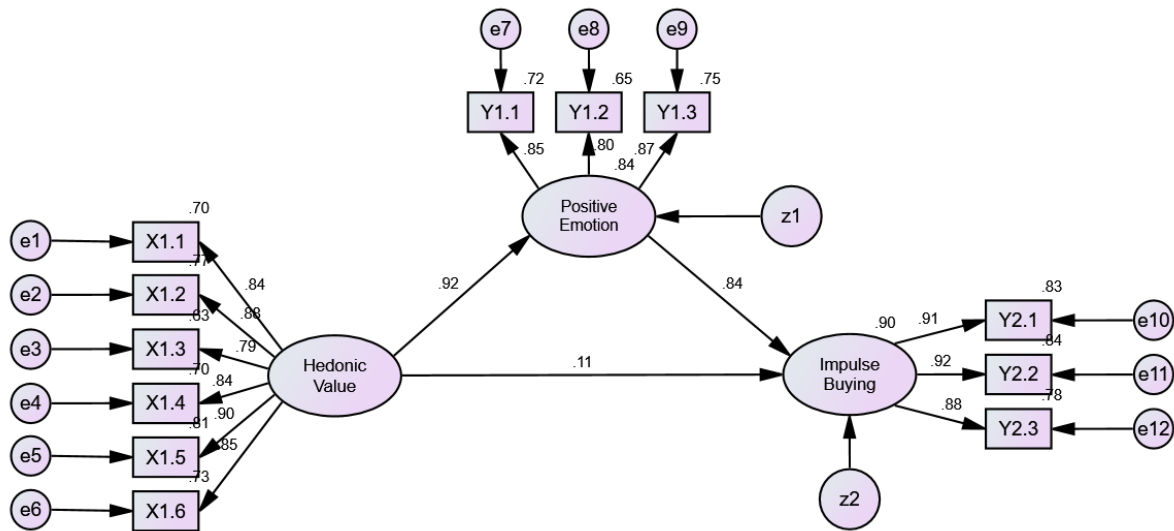 e7
e8
e9
.72
.65
.75
Y1.1
Y1.2
Y1.3
.85
.80
.87
.84
Positive
Emotion
z1
.70
e1
X1.1
.77
e2
X1.2
.84
.88
.63
e3
X1.3
.79
.70
e4
X1.4
.84
.90
.81
e5
X1.5
.85
.73
e6
X1.6
Hedonic
Value
.92
.84
.11
.90
Impulse
Buying
.91
.92
.88
.83
Y2.1
e10
.84
Y2.2
e11
.78
Y2.3
e12
z2